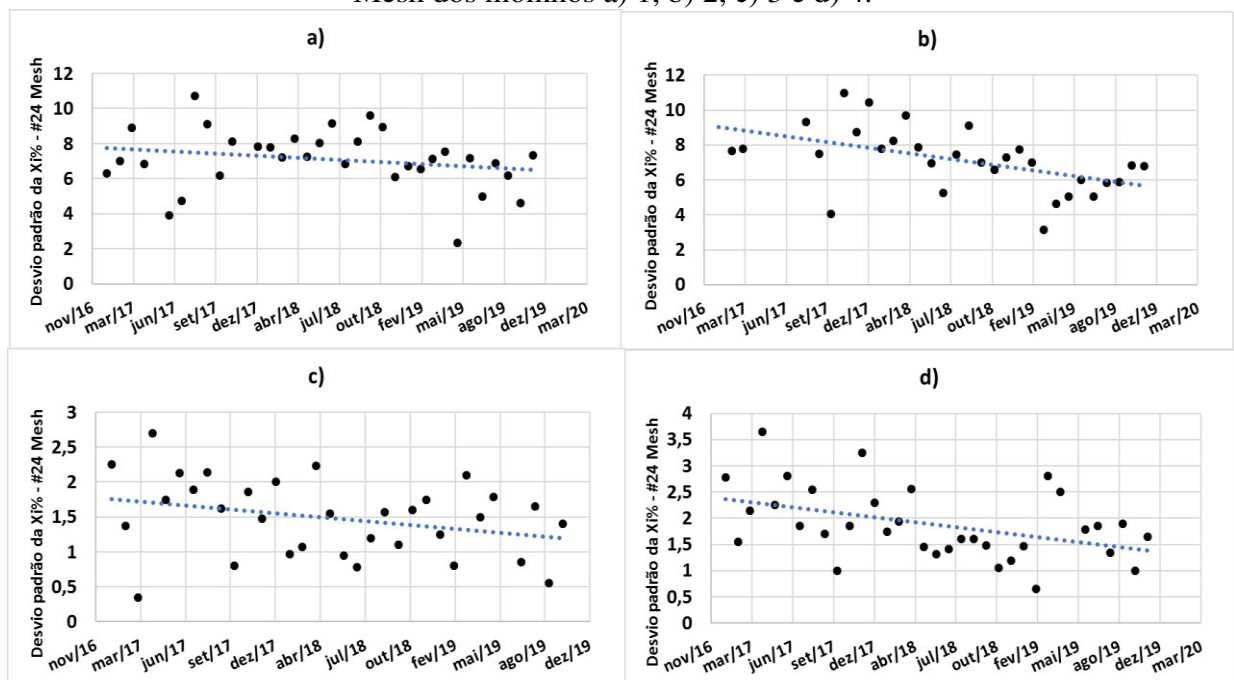 Mesh dos moinhos a) 1, b) 2, c) 3 e d) 4.
a)
Desvio padrão da Xi% - #24 Mesh
12
10
8
6
4
2
0
nov/16 mar/17 jun/17 set/17 dez/17 abr/18 jul/18 out/18 fev/19 mai/19 ago/19 dez/19 mar/20
b)
Desvio padrão da Xi% - #24 Mesh
12
10
8
6
4
2
0
nov/16 mar/17 jun/17 set/17 dez/17 abr/18 jul/18 out/18 fev/19 mai/19 ago/19 dez/19 mar/20
c)
Desvio padrão da Xi% - #24 Mesh
3
2,5
2
1,5
1
0,5
0
nov/16 mar/17 jun/17 set/17 dez/17 abr/18 jul/18 out/18 fev/19 mai/19 ago/19 dez/19
d)
Desvio padrão da Xi% - #24 Mesh
4
3,5
3
2,5
2
1,5
1
0,5
0
nov/16 mar/17 jun/17 set/17 dez/17 abr/18 jul/18 out/18 fev/19 mai/19 ago/19 dez/19 mar/20